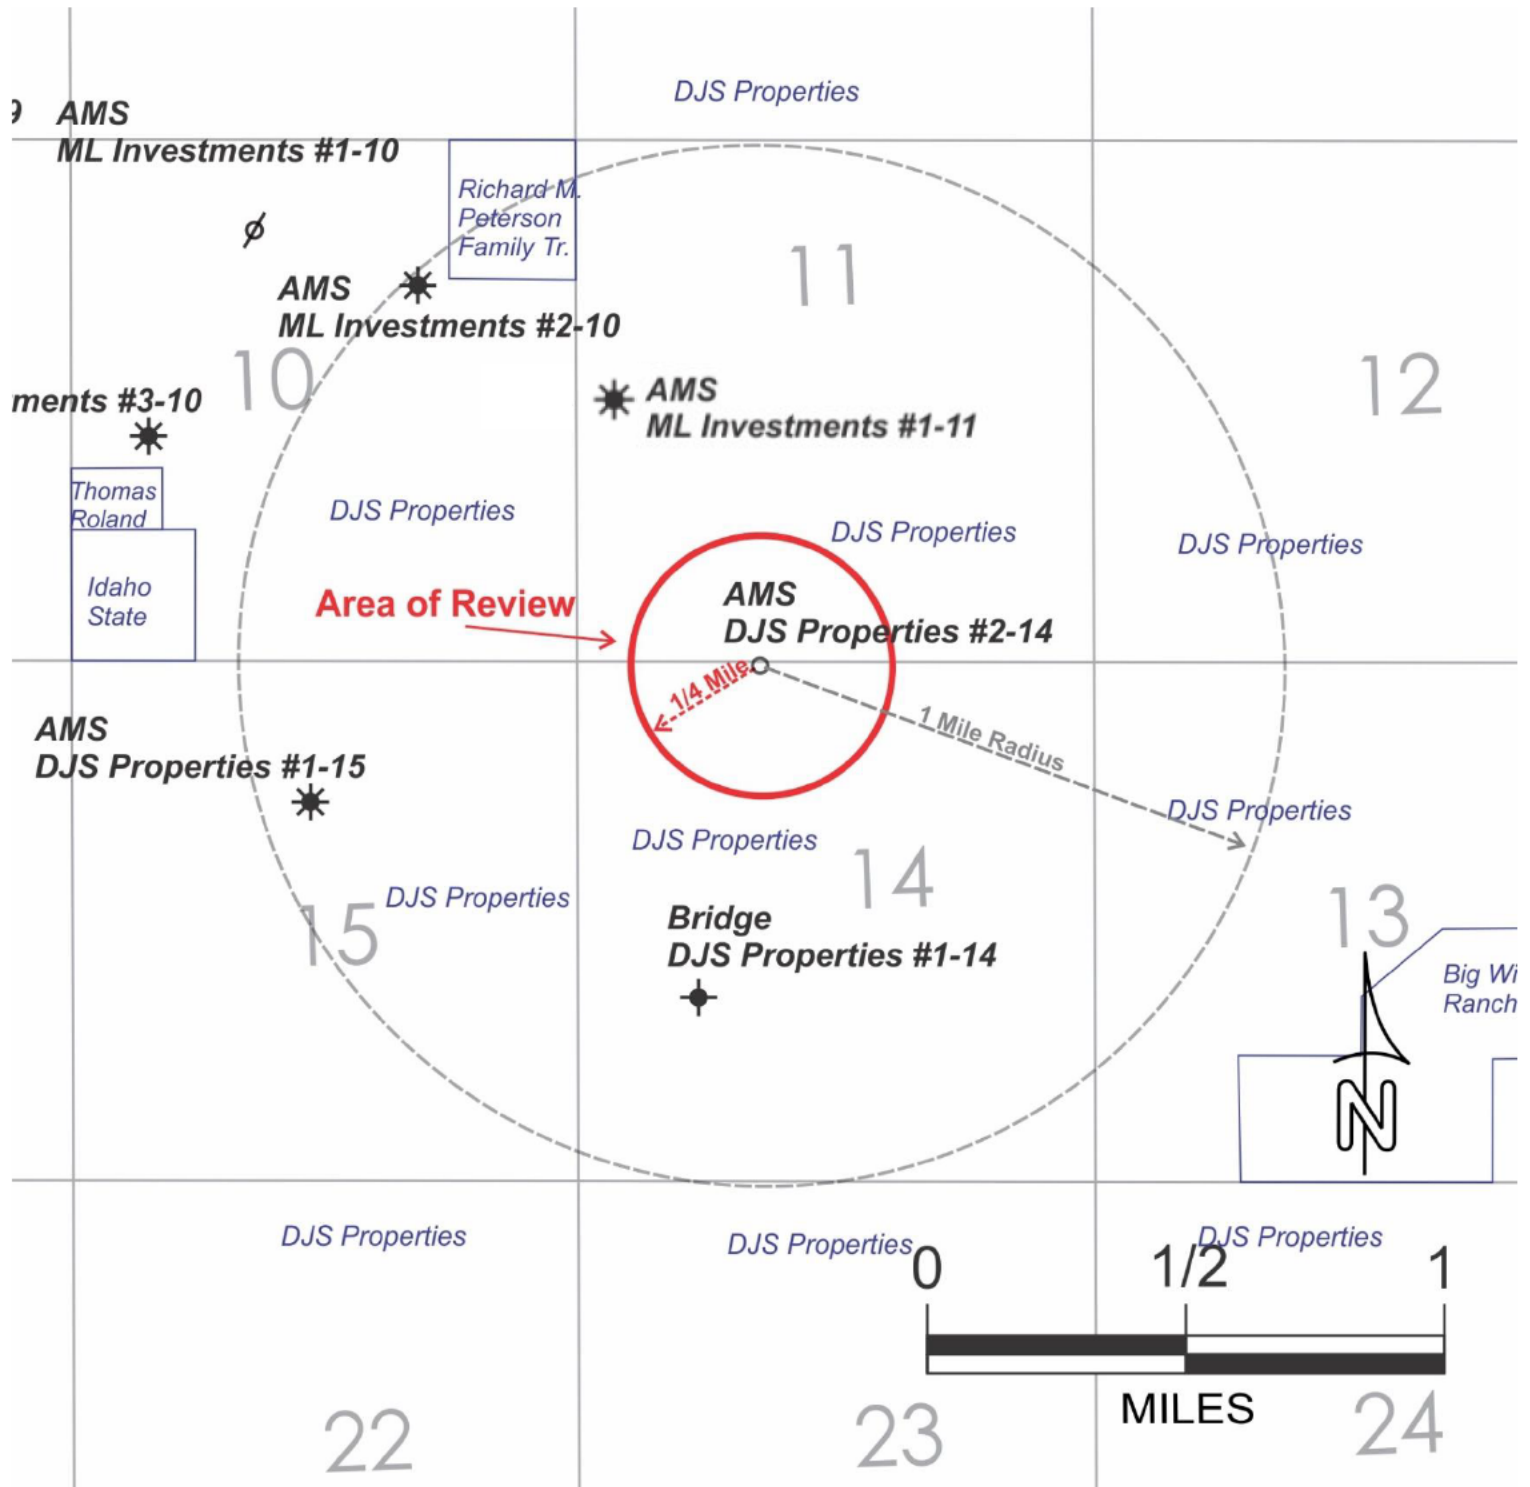 DJS Properties
9 AMS
ML Investments #1-10
Richard M.
Peterson
Family Tr.
11
AMS
ML Investments #2-10
10
12
ments #3-10
AMS
ML Investments #1-11
Thomas
Roland
DJS Properties
DJS Properties
DJS Properties
Idaho
State
Area of Review
AMS
DJS Properties #2-14
1/4 Mile
1 Mile Radius
AMS
DJS Properties #1-15
DJS Properties
DJS Properties
14
DJS Properties
15
13
Bridge
DJS Properties #1-14
Big Wi
Ranch
N
DJS Properties
DJS Properties
DJS Properties
0 1/2 1
MILES
22
23
24